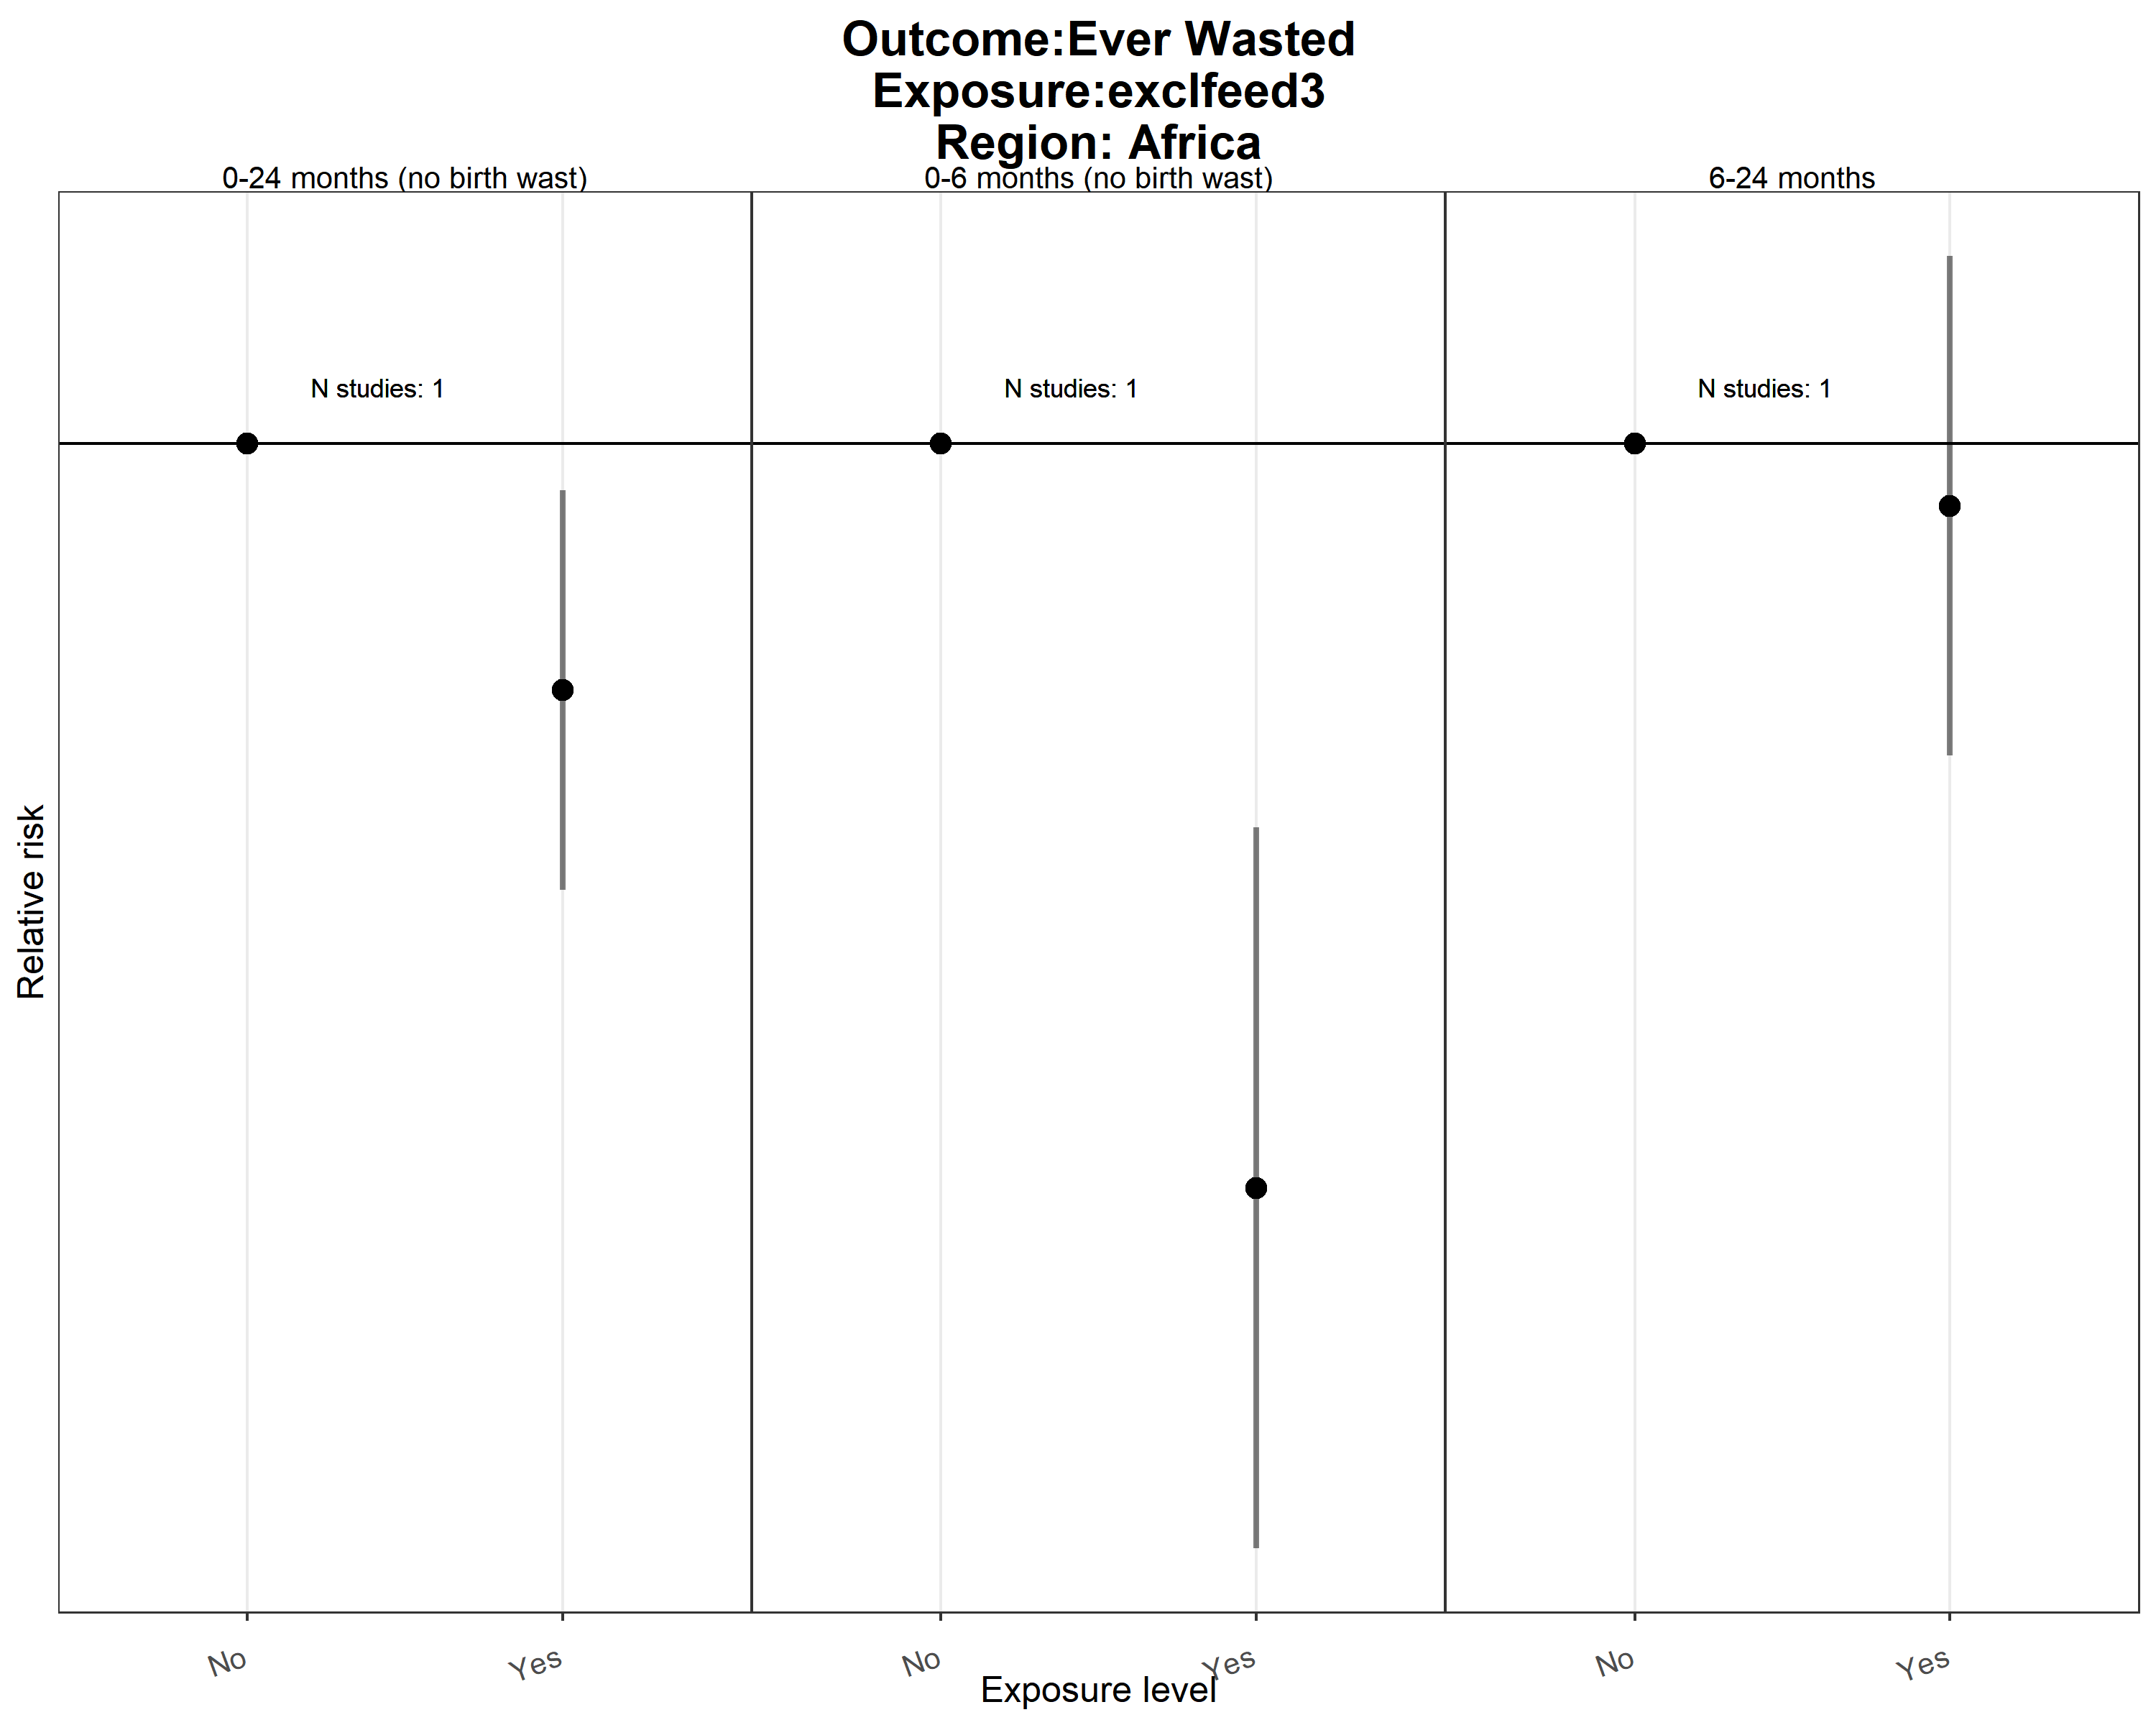 Outcome:Ever Wasted
Exposure:exclfeed3
Region: Africa
0-24 months (no birth wast)
0-6 months (no birth wast)
6-24 months
N studies: 1
N studies: 1
N studies: 1
Relative risk
No
Yes
No
Yes
No
Yes
Exposure level